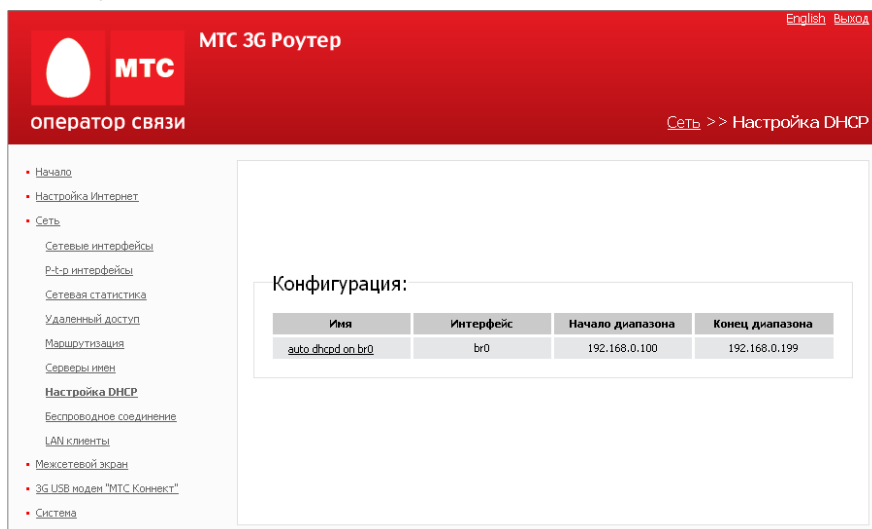 English Выход
МТС 3G Роутер
МТС
оператор связи
Сеть >> Настройка DHCP
Начало
Настройка Интернет
Сеть
Сетевые интерфейсы
P-t-p интерфейсы
Сетевая статистика
Удаленный доступ
Маршрутизация
Серверы имен
Настройка DHCP
Беспроводное соединение
LAN клиенты
Межсетевой экран
3G USB модем "МТС Коннект"
Система
Конфигурация:
Имя Интерфейс Начало диапазона Конец диапазона
auto dhcpd on br0 br0 192.168.0.100 192.168.0.199